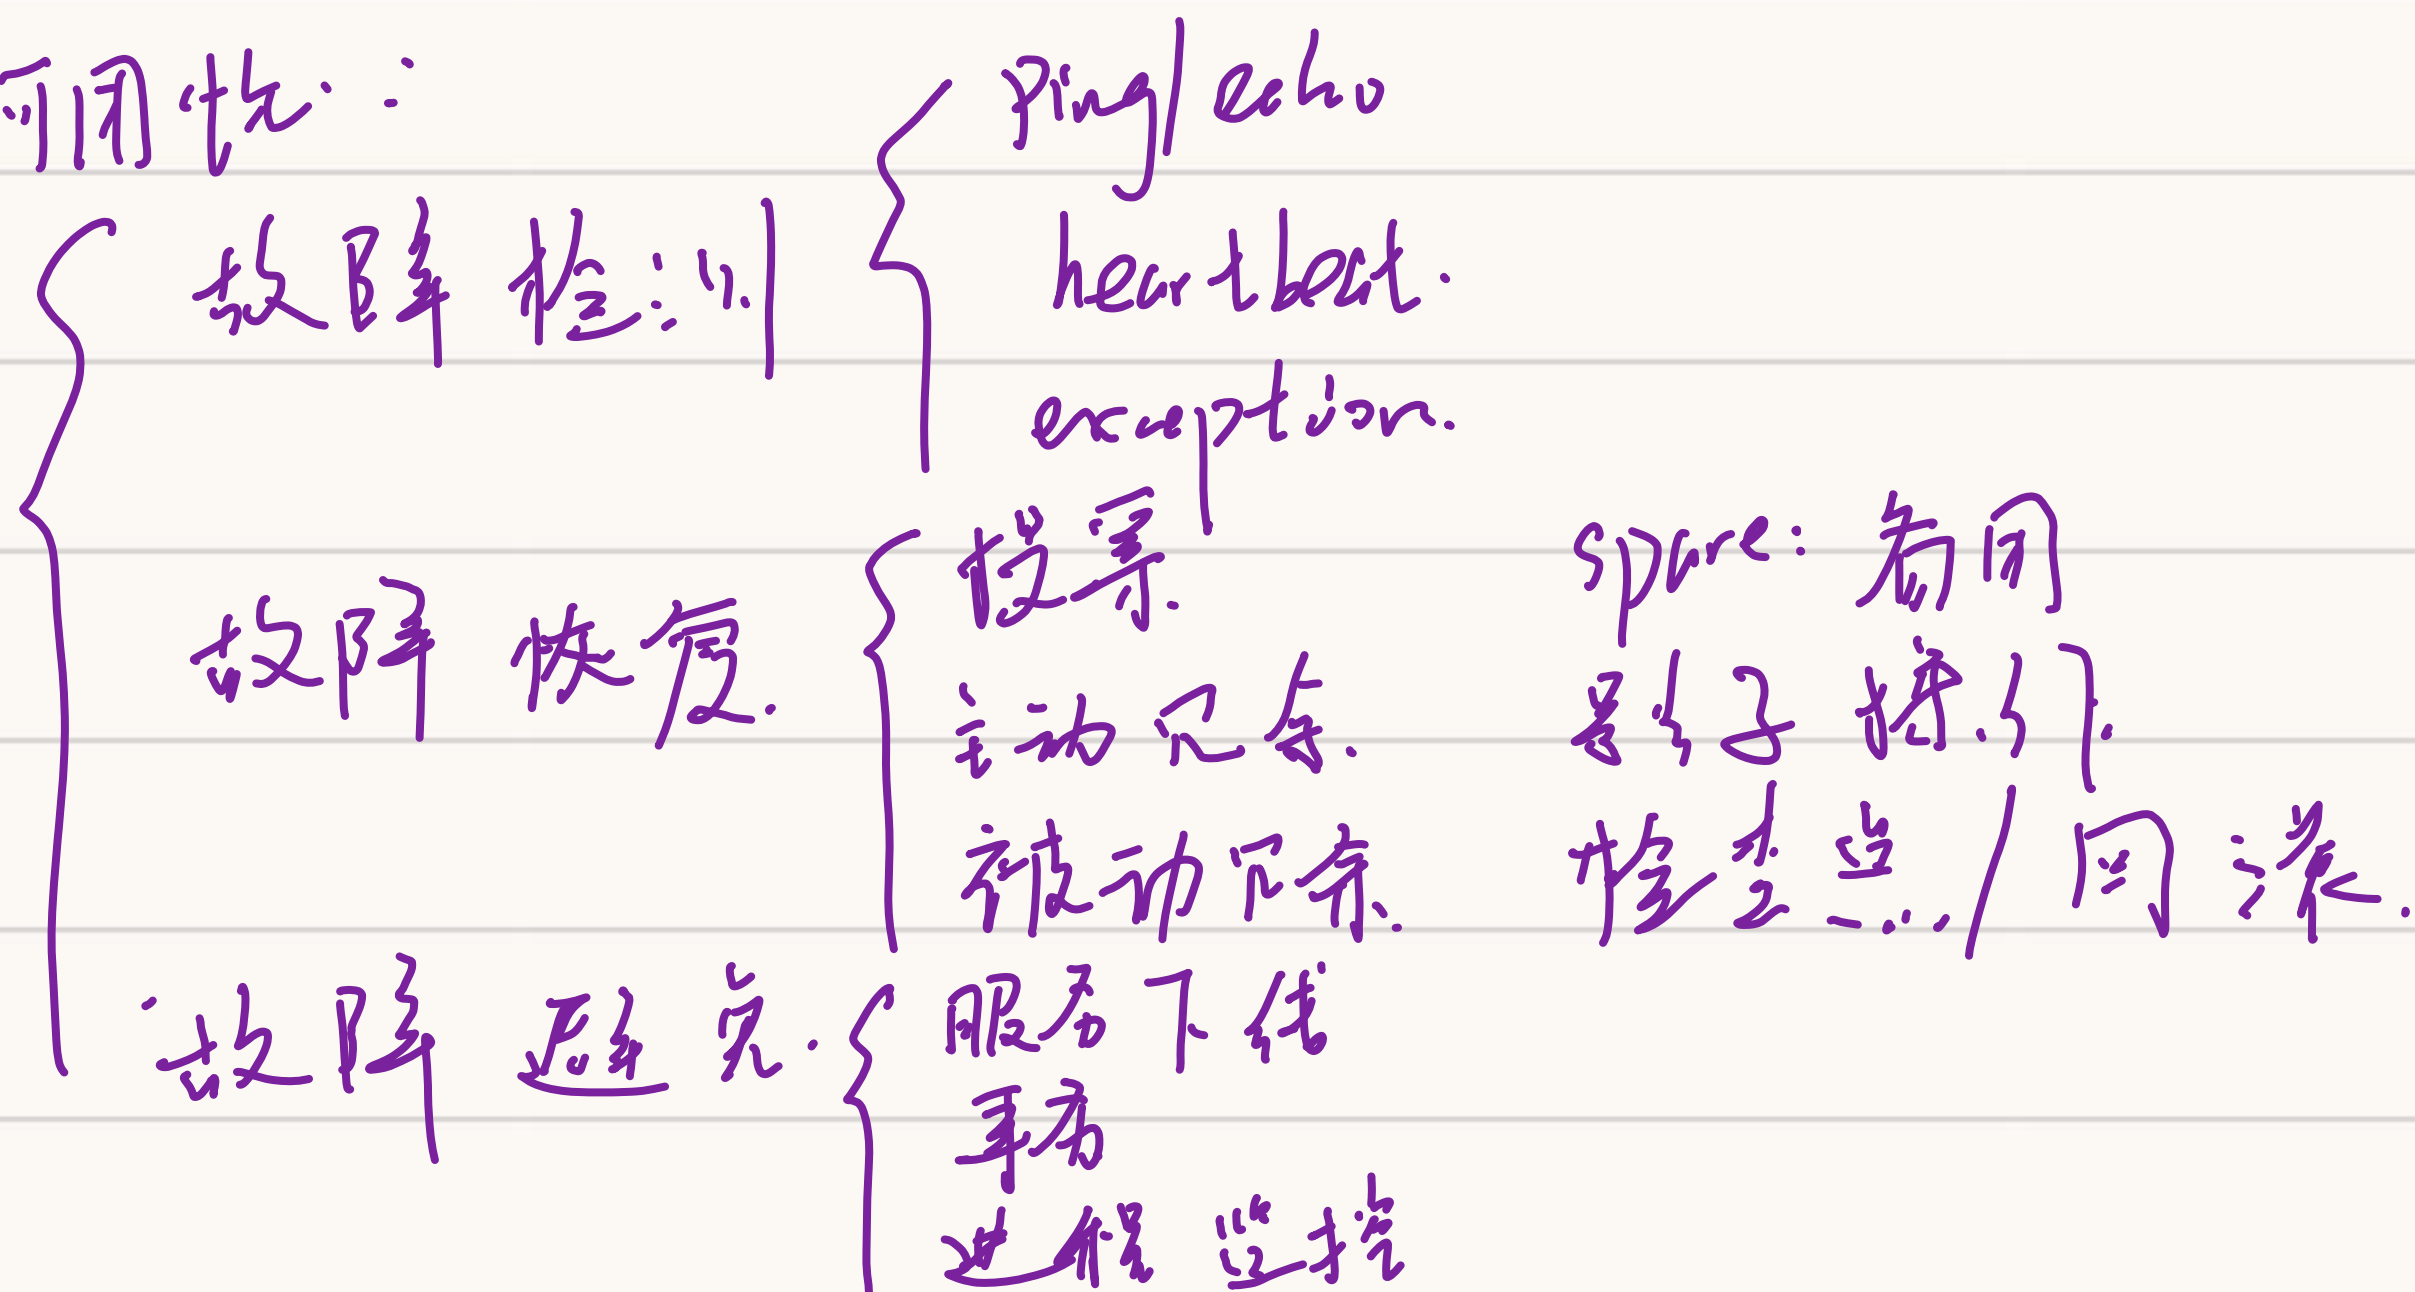 可用性:
故障检测
ping/echo
heartbeat.
exception.
故障恢复.
投票.
主动冗余.
被动冗余.
spare: 备用
影子操作.
检查点/回滚.
故障避免.
服务下线
事务
进程监控